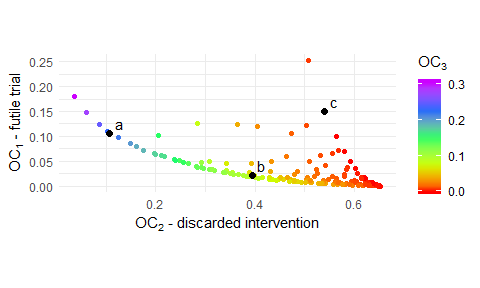 OC₃
0.25
0.20
0.15
0.10
0.05
0.00
OC₁ - futile trial
a
b
c
0.3
0.2
0.1
0.0
0.2
0.4
0.6
OC₂ - discarded intervention